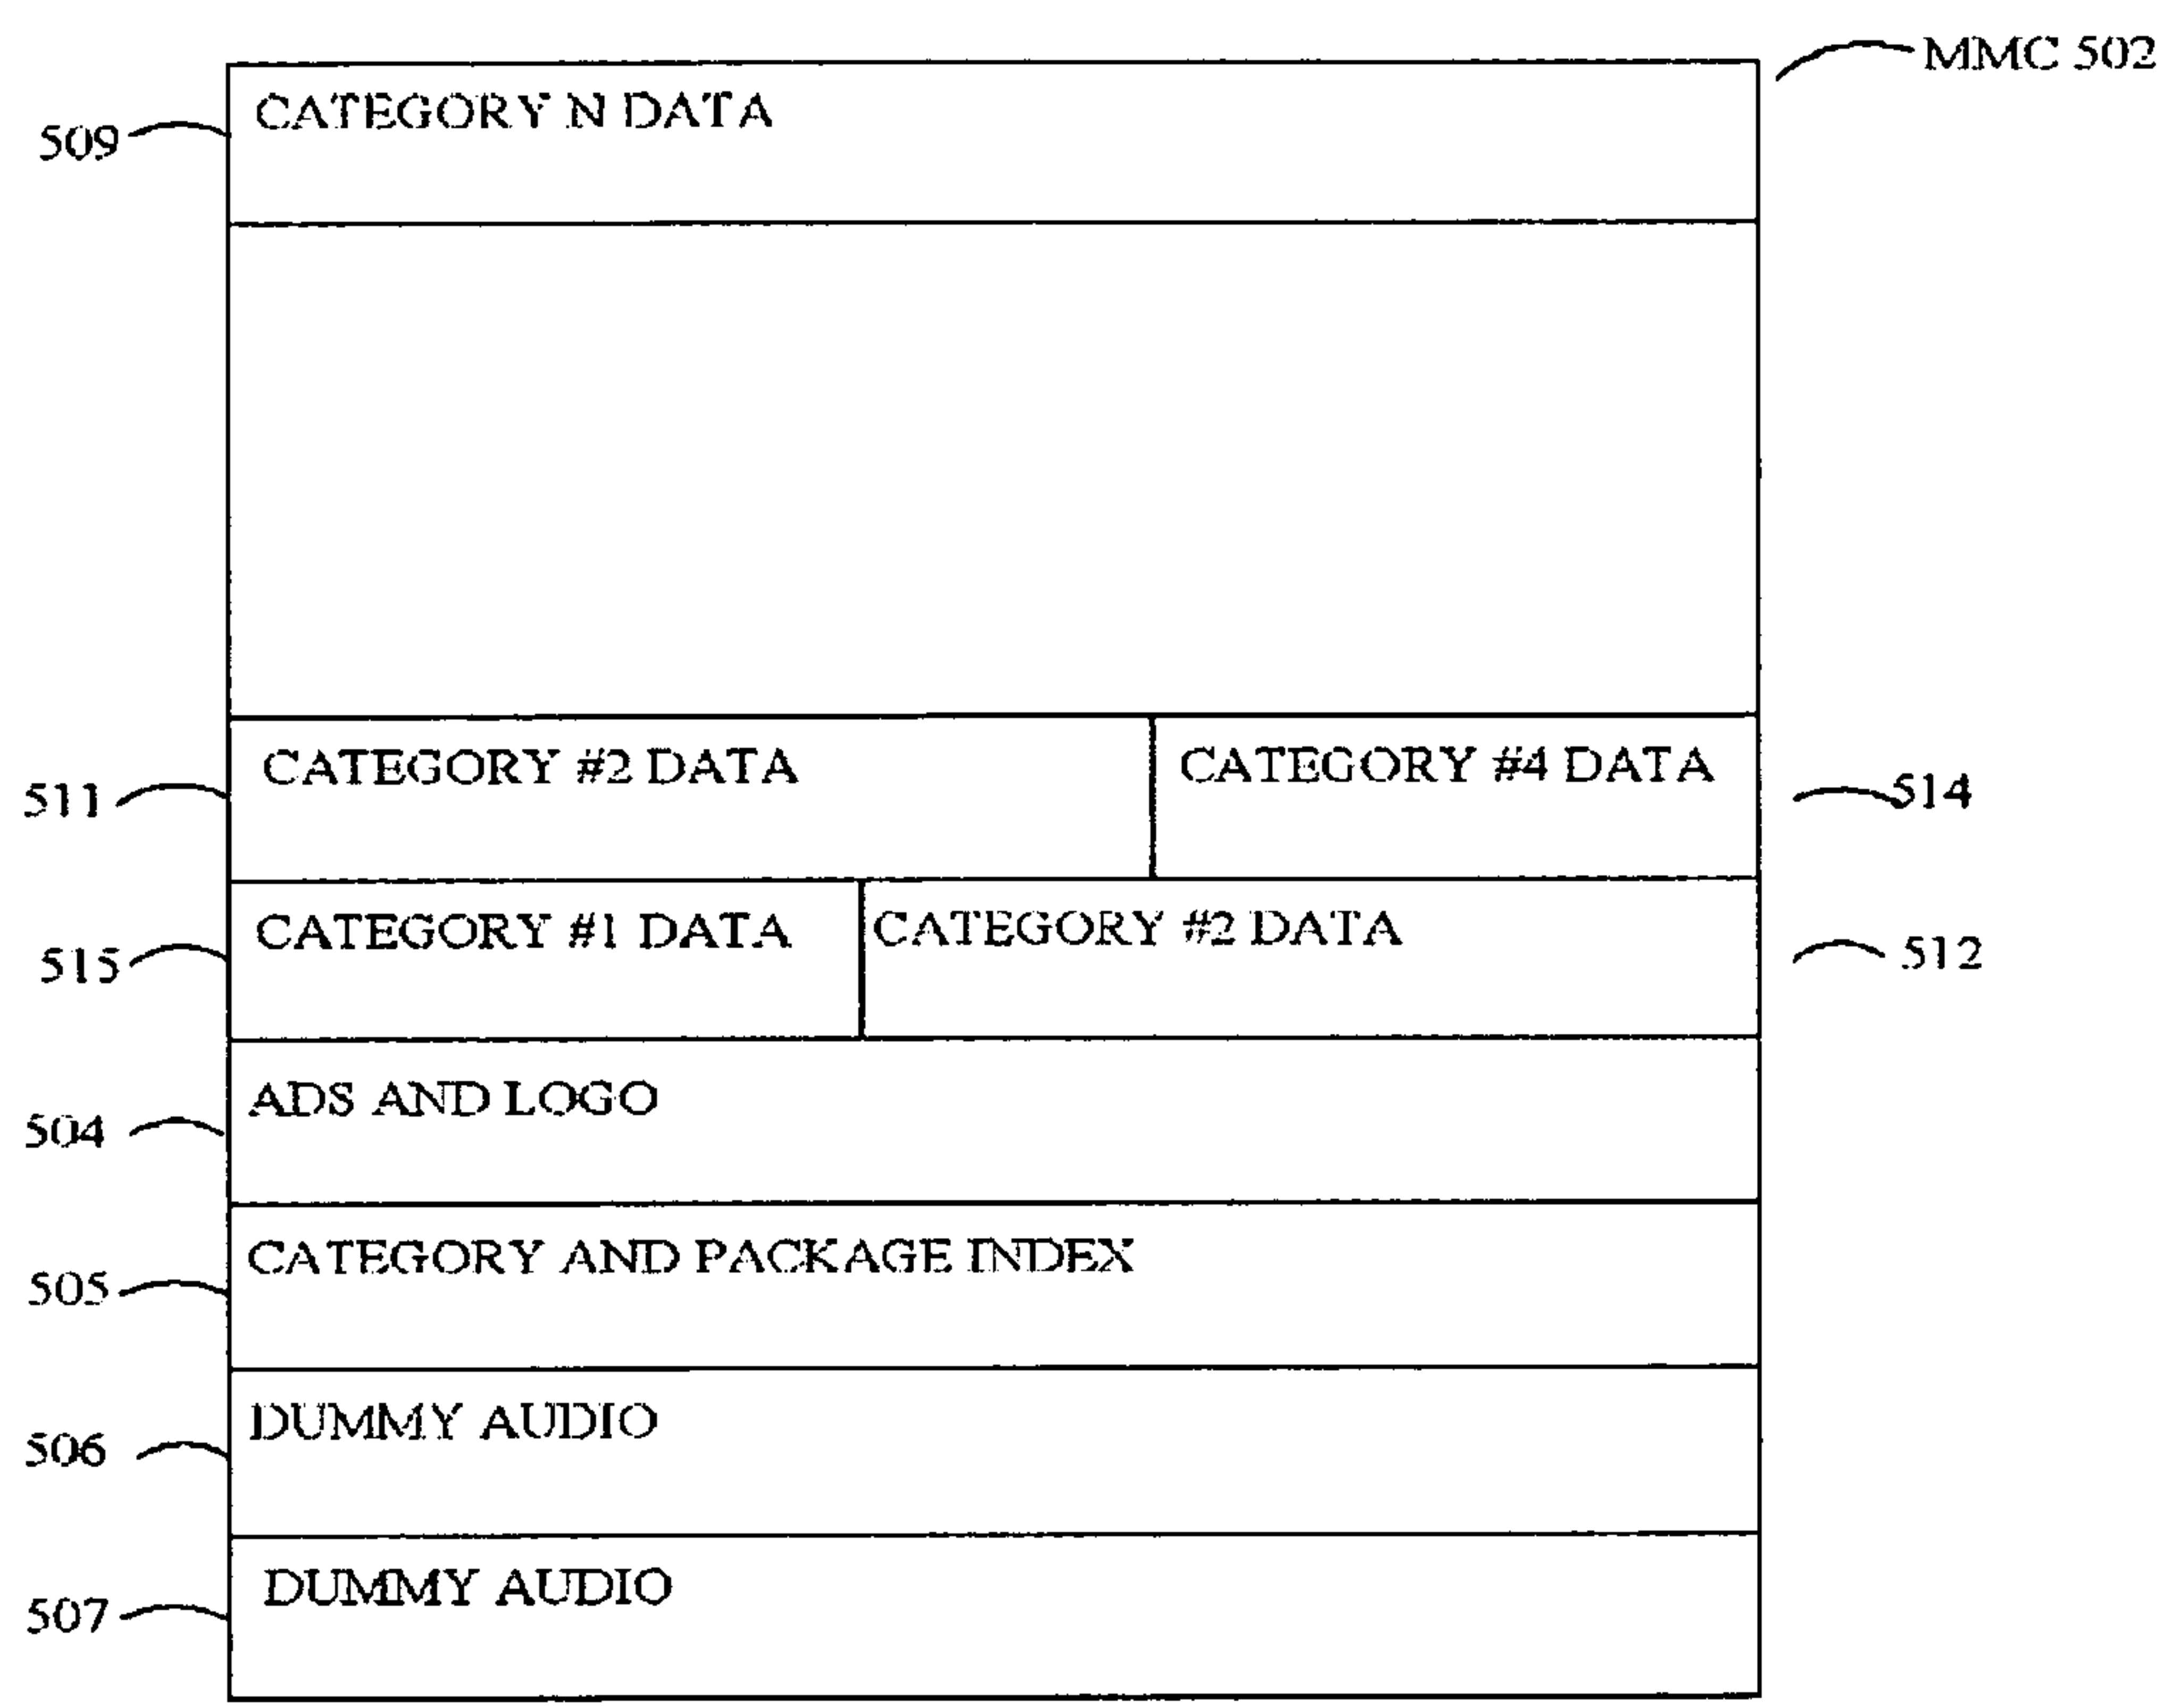 MMC 502
509 CATEGORY N DATA
511 CATEGORY #2 DATA CATEGORY #4 DATA 514
515 CATEGORY #1 DATA CATEGORY #2 DATA 512
504 ADS AND LOGO
505 CATEGORY AND PACKAGE INDEX
506 DUMMY AUDIO
507 DUMMY AUDIO